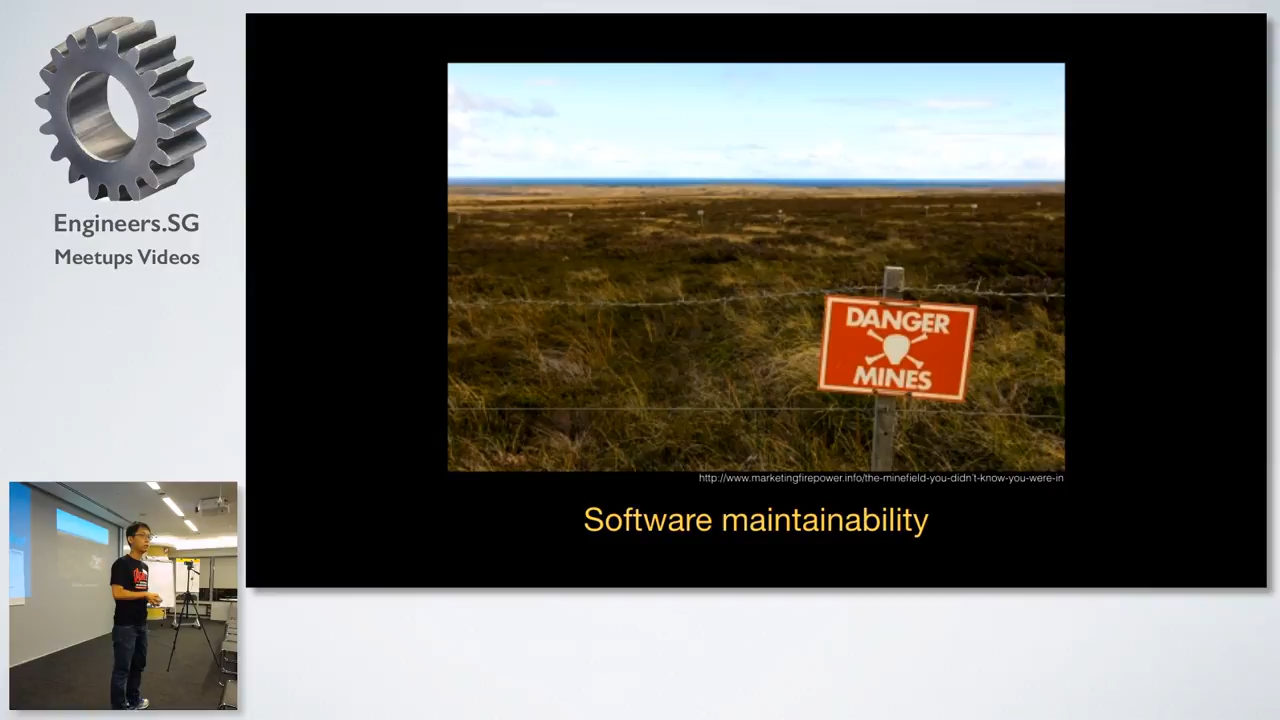 Engineers.SG
Meetups Videos
DANGER
MINES
http://www.marketingfirepower.info/the-minefield-you-didn't-know-you-were-in
Software maintainability